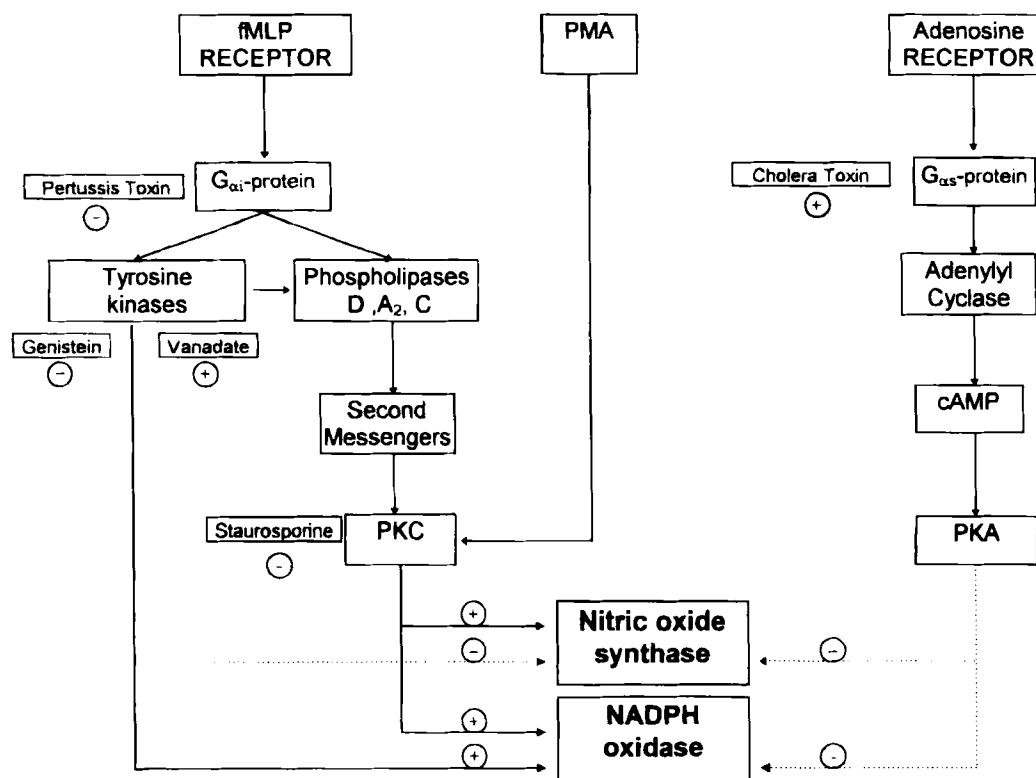 fMLP
RECEPTOR
PMA
Adenosine
RECEPTOR
Pertussis Toxin
−
Gαi-protein
Cholera Toxin
+
Gαs-protein
Tyrosine
kinases
Phospholipases
D ,A₂, C
Adenylyl
Cyclase
Genistein
−
Vanadate
+
Second
Messengers
cAMP
Staurosporine
−
PKC
PKA
+
−
Nitric oxide
synthase
−
+
+
NADPH
oxidase
-